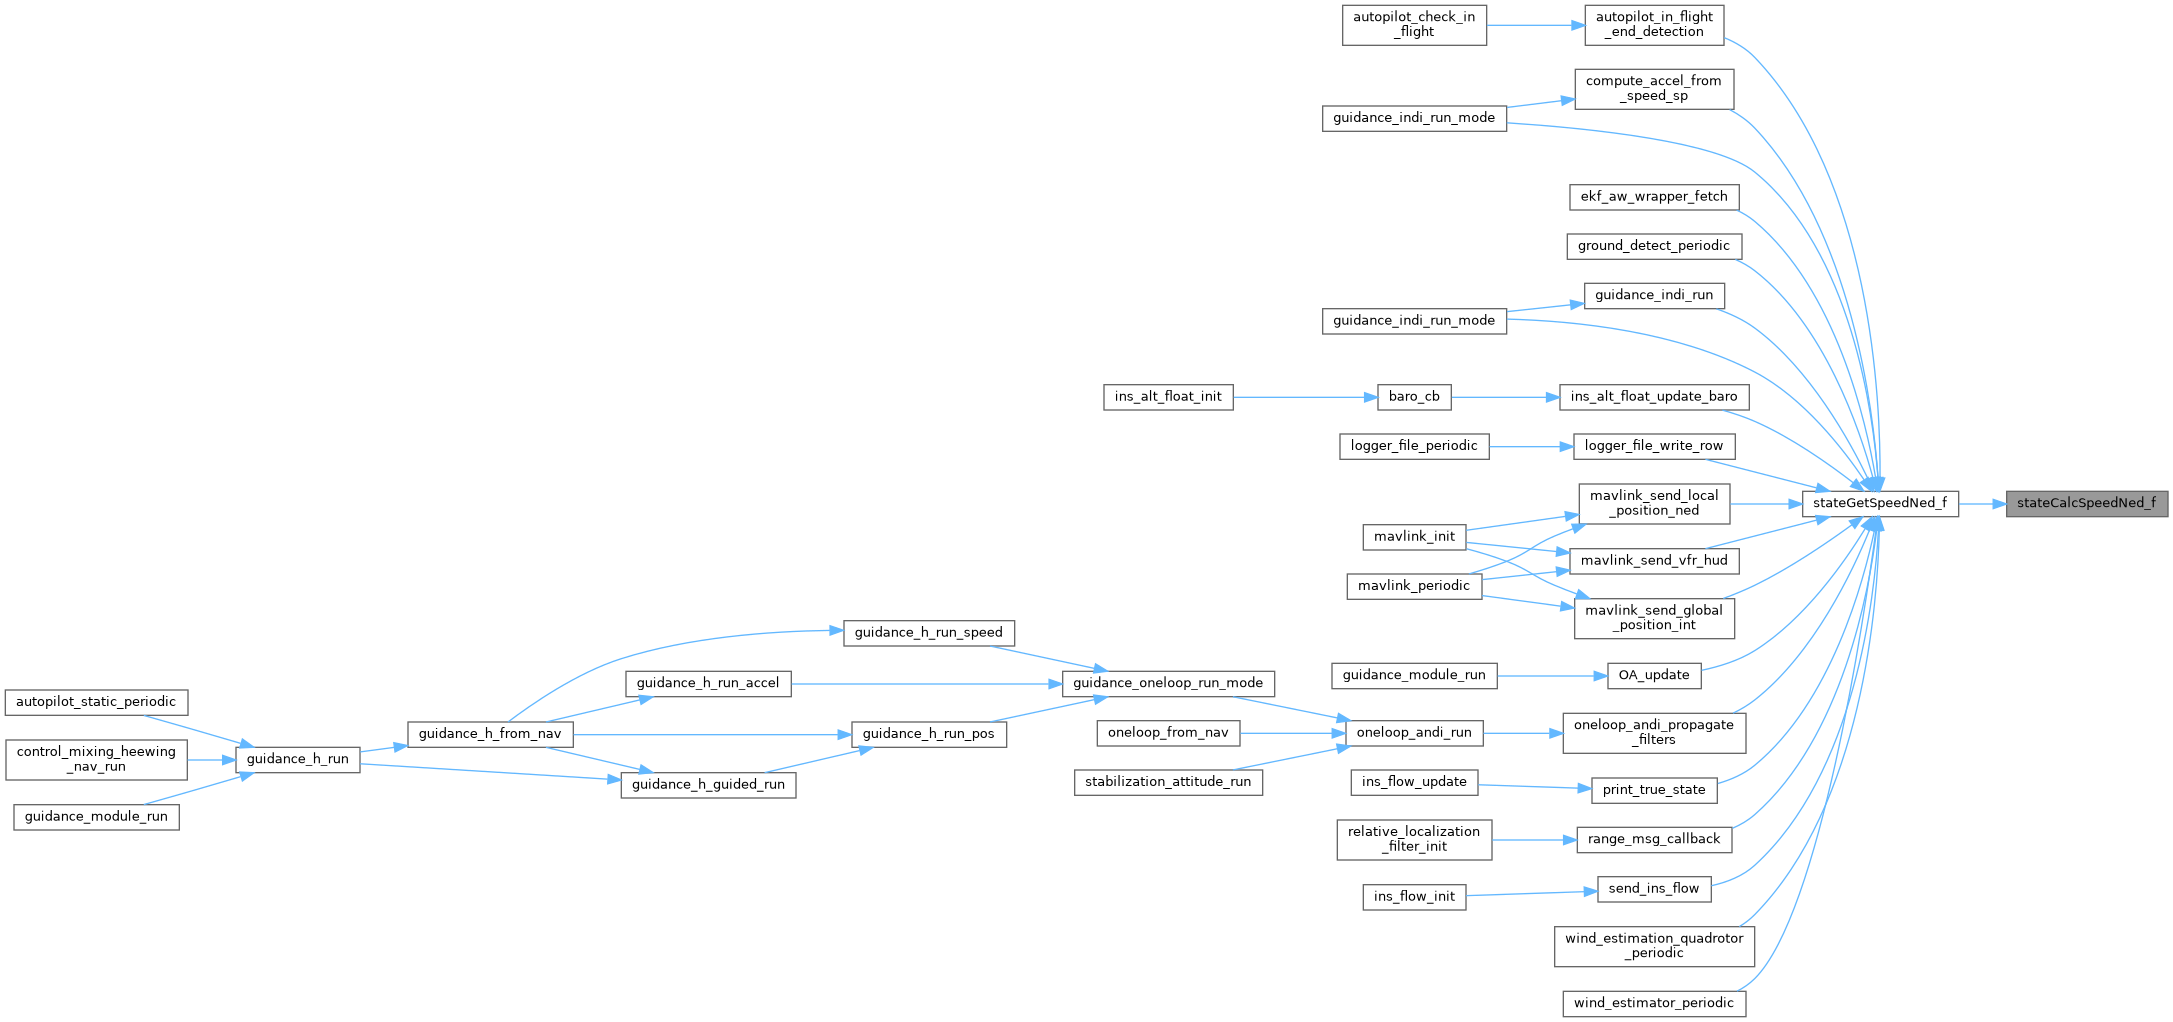 autopilot_check_in
_flight
autopilot_in_flight
_end_detection
compute_accel_from
_speed_sp
guidance_indi_run_mode
ekf_aw_wrapper_fetch
ground_detect_periodic
guidance_indi_run
guidance_indi_run_mode
ins_alt_float_init
baro_cb
ins_alt_float_update_baro
logger_file_periodic
logger_file_write_row
mavlink_send_local
_position_ned
stateGetSpeedNed_f
stateCalcSpeedNed_f
mavlink_init
mavlink_send_vfr_hud
mavlink_periodic
mavlink_send_global
_position_int
guidance_h_run_speed
guidance_module_run
OA_update
guidance_h_run_accel
guidance_oneloop_run_mode
autopilot_static_periodic
guidance_h_from_nav
guidance_h_run_pos
oneloop_from_nav
oneloop_andi_run
oneloop_andi_propagate
_filters
control_mixing_heewing
_nav_run
guidance_h_run
guidance_h_guided_run
stabilization_attitude_run
ins_flow_update
print_true_state
guidance_module_run
relative_localization
_filter_init
range_msg_callback
ins_flow_init
send_ins_flow
wind_estimation_quadrotor
_periodic
wind_estimator_periodic